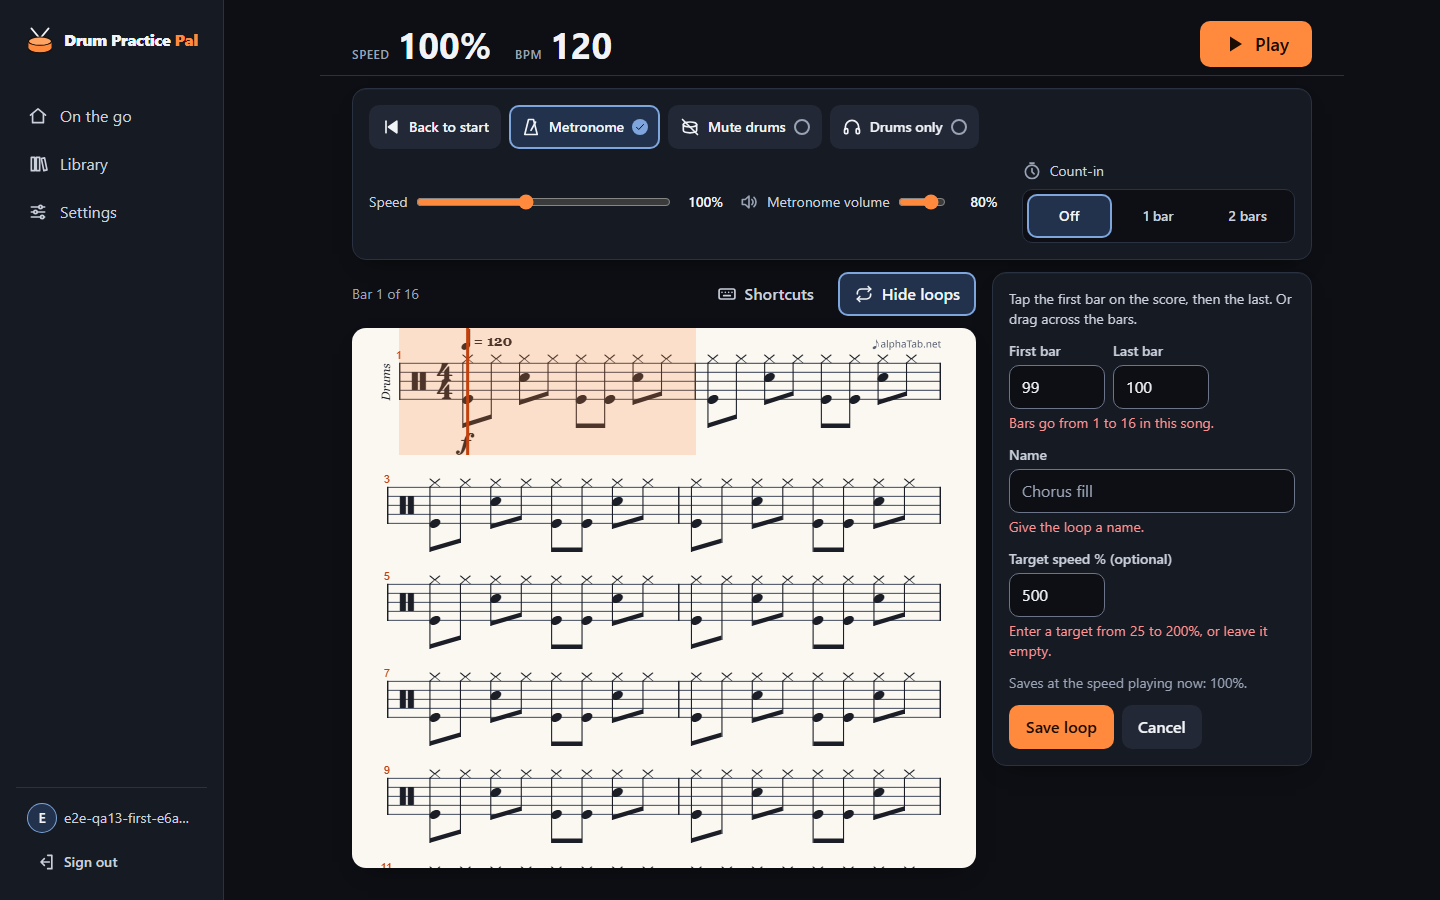 Drum Practice Pal
On the go
Library
Settings
e2e-qa13-first-e6a...
Sign out
SPEED 100% BPM 120
Play
Back to start
Metronome
Mute drums
Drums only
Speed 100%
Metronome volume 80%
Count-in
Off 1 bar 2 bars
Bar 1 of 16
Shortcuts
Hide loops
= 120
alphaTab.net
1
Drums
4
4
f
3
5
7
9
11
Tap the first bar on the score, then the last. Or
drag across the bars.
First bar Last bar
99 100
Bars go from 1 to 16 in this song.
Name
Chorus fill
Give the loop a name.
Target speed % (optional)
500
Enter a target from 25 to 200%, or leave it
empty.
Saves at the speed playing now: 100%.
Save loop Cancel
E